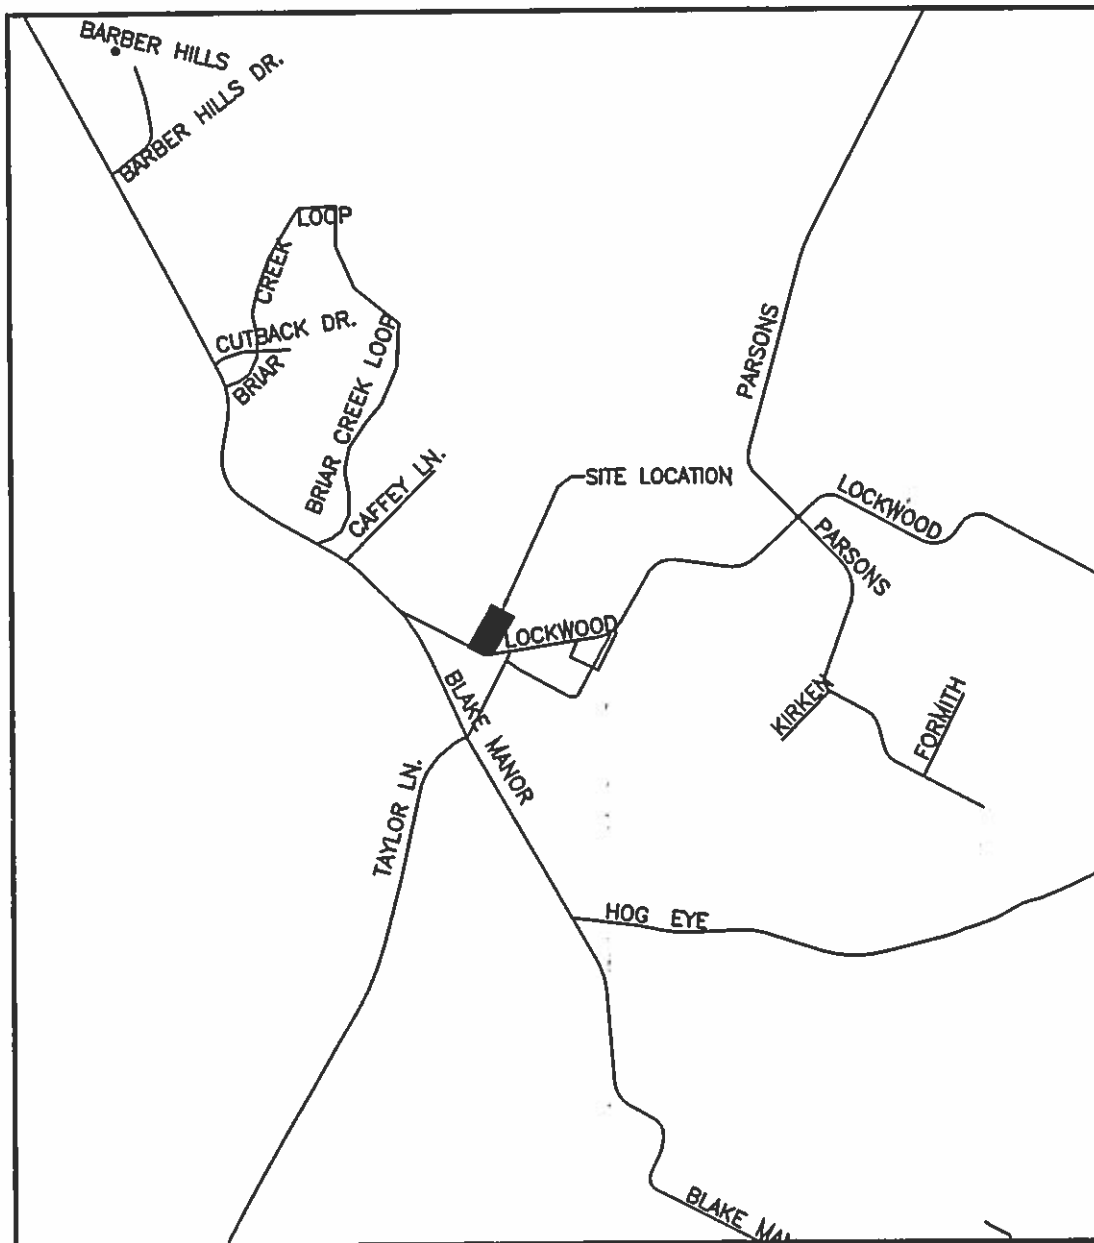 BARBER HILLS
BARBER HILLS DR.
LOOP
CREEK
CUTBACK DR.
BRIAR
BRIAR CREEK LOOP
CAFFEY LN.
PARSONS
SITE LOCATION
LOCKWOOD
PARSONS
LOCKWOOD
BLAKE MANOR
KIRKEN
FORMITH
TAYLOR LN.
HOG EYE
BLAKE MAN